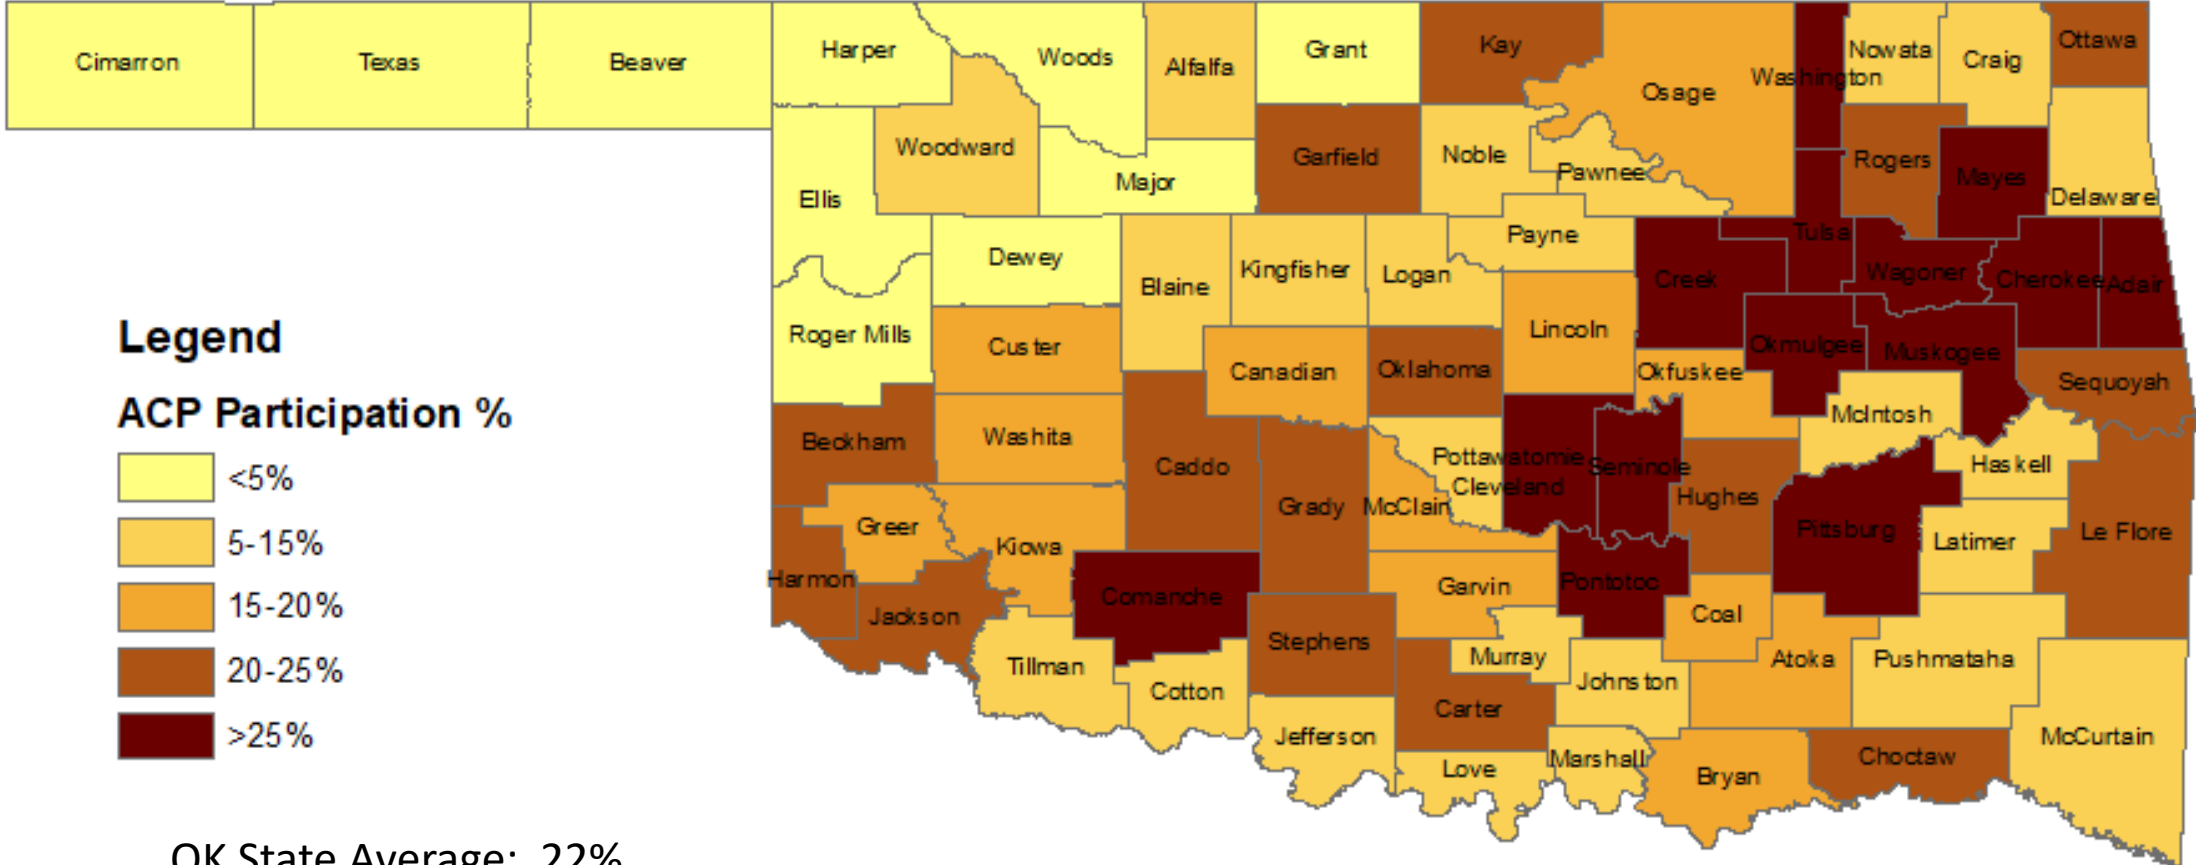 Cimarron
Texas
Beaver
Harper
Woods
Alfalfa
Grant
Kay
Osage
Washington
Nowata
Craig
Ottawa
Woodward
Ellis
Major
Garfield
Noble
Pawnee
Rogers
Mayes
Delaware
Dewey
Blaine
Kingfisher
Logan
Payne
Creek
Tulsa
Wagoner
Cherokee
Adair
Roger Mills
Custer
Canadian
Oklahoma
Lincoln
Okfuskee
Okmulgee
Muskogee
Sequoyah
Beckham
Washita
Caddo
Grady
McClain
Pottawatomie
Cleveland
Seminole
Hughes
McIntosh
Haskell
Pittsburg
Latimer
Le Flore
Greer
Kiowa
Harmon
Jackson
Comanche
Stephens
Garvin
Pontotoc
Coal
Tillman
Cotton
Murray
Johnston
Atoka
Pushmataha
Jefferson
Carter
Love
Marshall
Bryan
Choctaw
McCurtain
Legend
ACP Participation %
<5%
5-15%
15-20%
20-25%
>25%
OK State Average: 22%